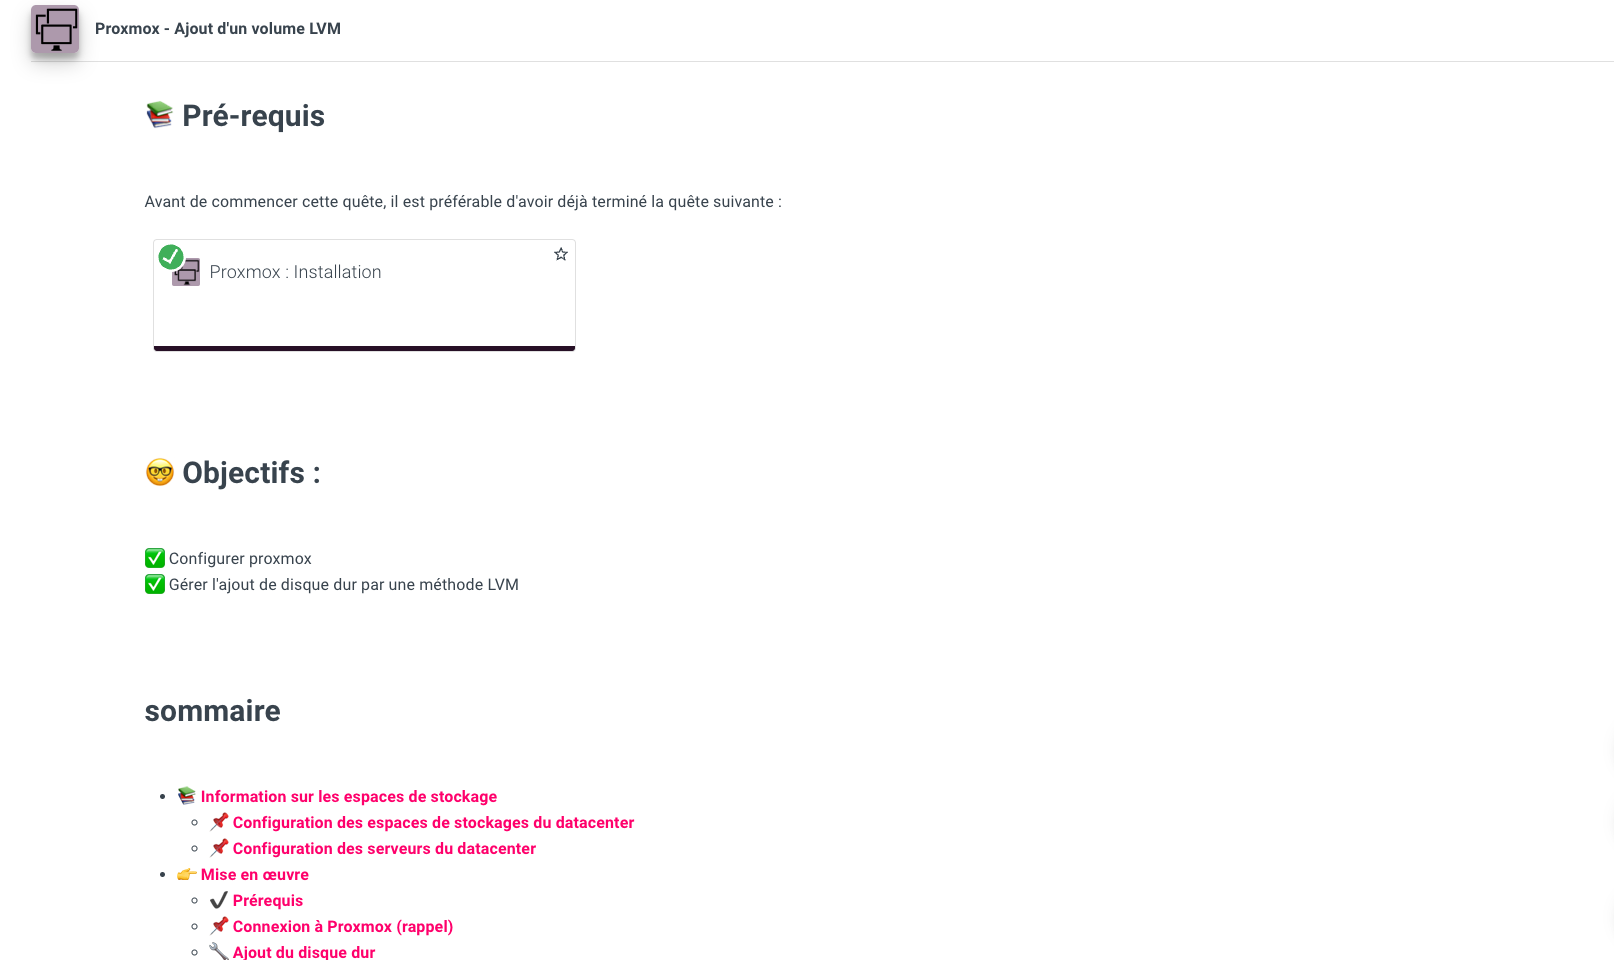 Proxmox - Ajout d'un volume LVM
📚 Pré-requis
Avant de commencer cette quête, il est préférable d'avoir déjà terminé la quête suivante :
Proxmox : Installation
🤓 Objectifs :
✅ Configurer proxmox
✅ Gérer l'ajout de disque dur par une méthode LVM
sommaire
• 📚 Information sur les espaces de stockage
◦ 📌 Configuration des espaces de stockages du datacenter
◦ 📌 Configuration des serveurs du datacenter
• 👉 Mise en œuvre
◦ ✔️ Prérequis
◦ 📌 Connexion à Proxmox (rappel)
◦ 🔧 Ajout du disque dur